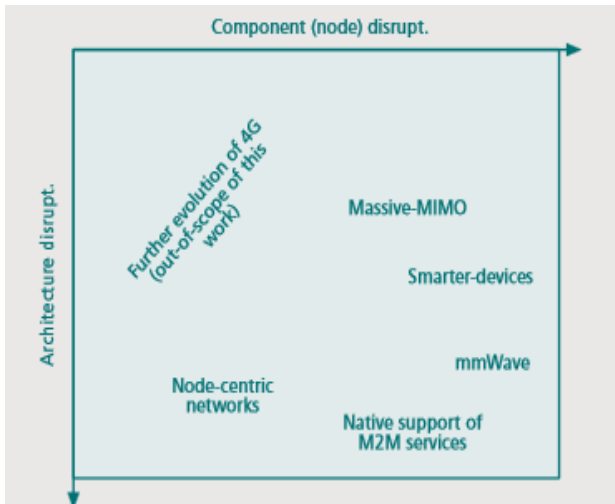 Component (node) disrupt.
Architecture disrupt.
Further evolution of 4G
(out-of-scope of this
work)
Massive-MIMO
Smarter-devices
mmWave
Node-centric
networks
Native support of
M2M services